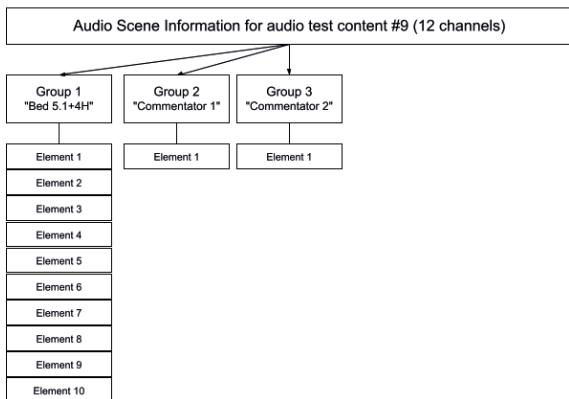 Audio Scene Information for audio test content #9 (12 channels)
Group 1
"Bed 5.1+4H"
Group 2
"Commentator 1"
Group 3
"Commentator 2"
Element 1
Element 1
Element 1
Element 2
Element 3
Element 4
Element 5
Element 6
Element 7
Element 8
Element 9
Element 10